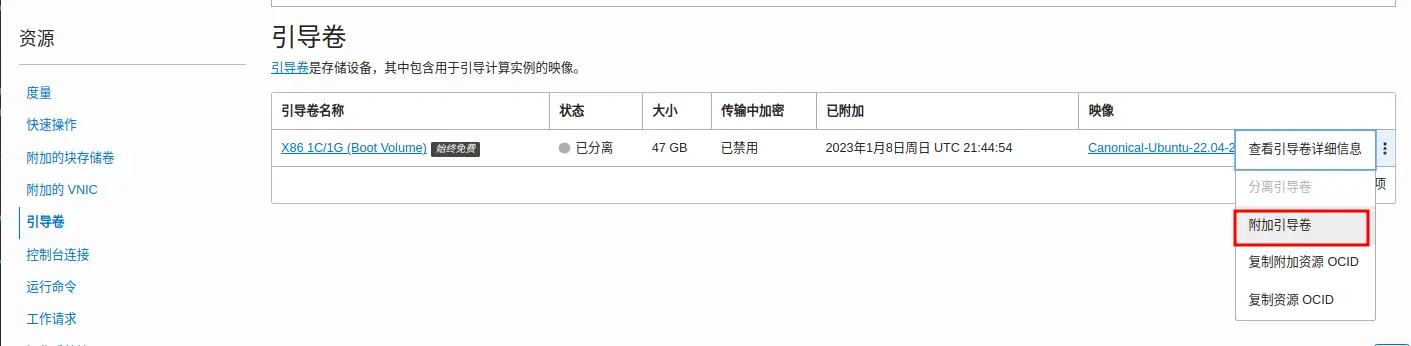 资源
度量
快速操作
附加的块存储卷
附加的 VNIC
引导卷
控制台连接
运行命令
工作请求
引导卷
引导卷是存储设备，其中包含用于引导计算实例的映像。
引导卷名称 状态 大小 传输中加密 已附加 映像
X86 1C/1G (Boot Volume) 始终免费 已分离 47 GB 已禁用 2023年1月8日周日 UTC 21:44:54 Canonical-Ubuntu-22.04-2
项
查看引导卷详细信息
分离引导卷
附加引导卷
复制附加资源 OCID
复制资源 OCID